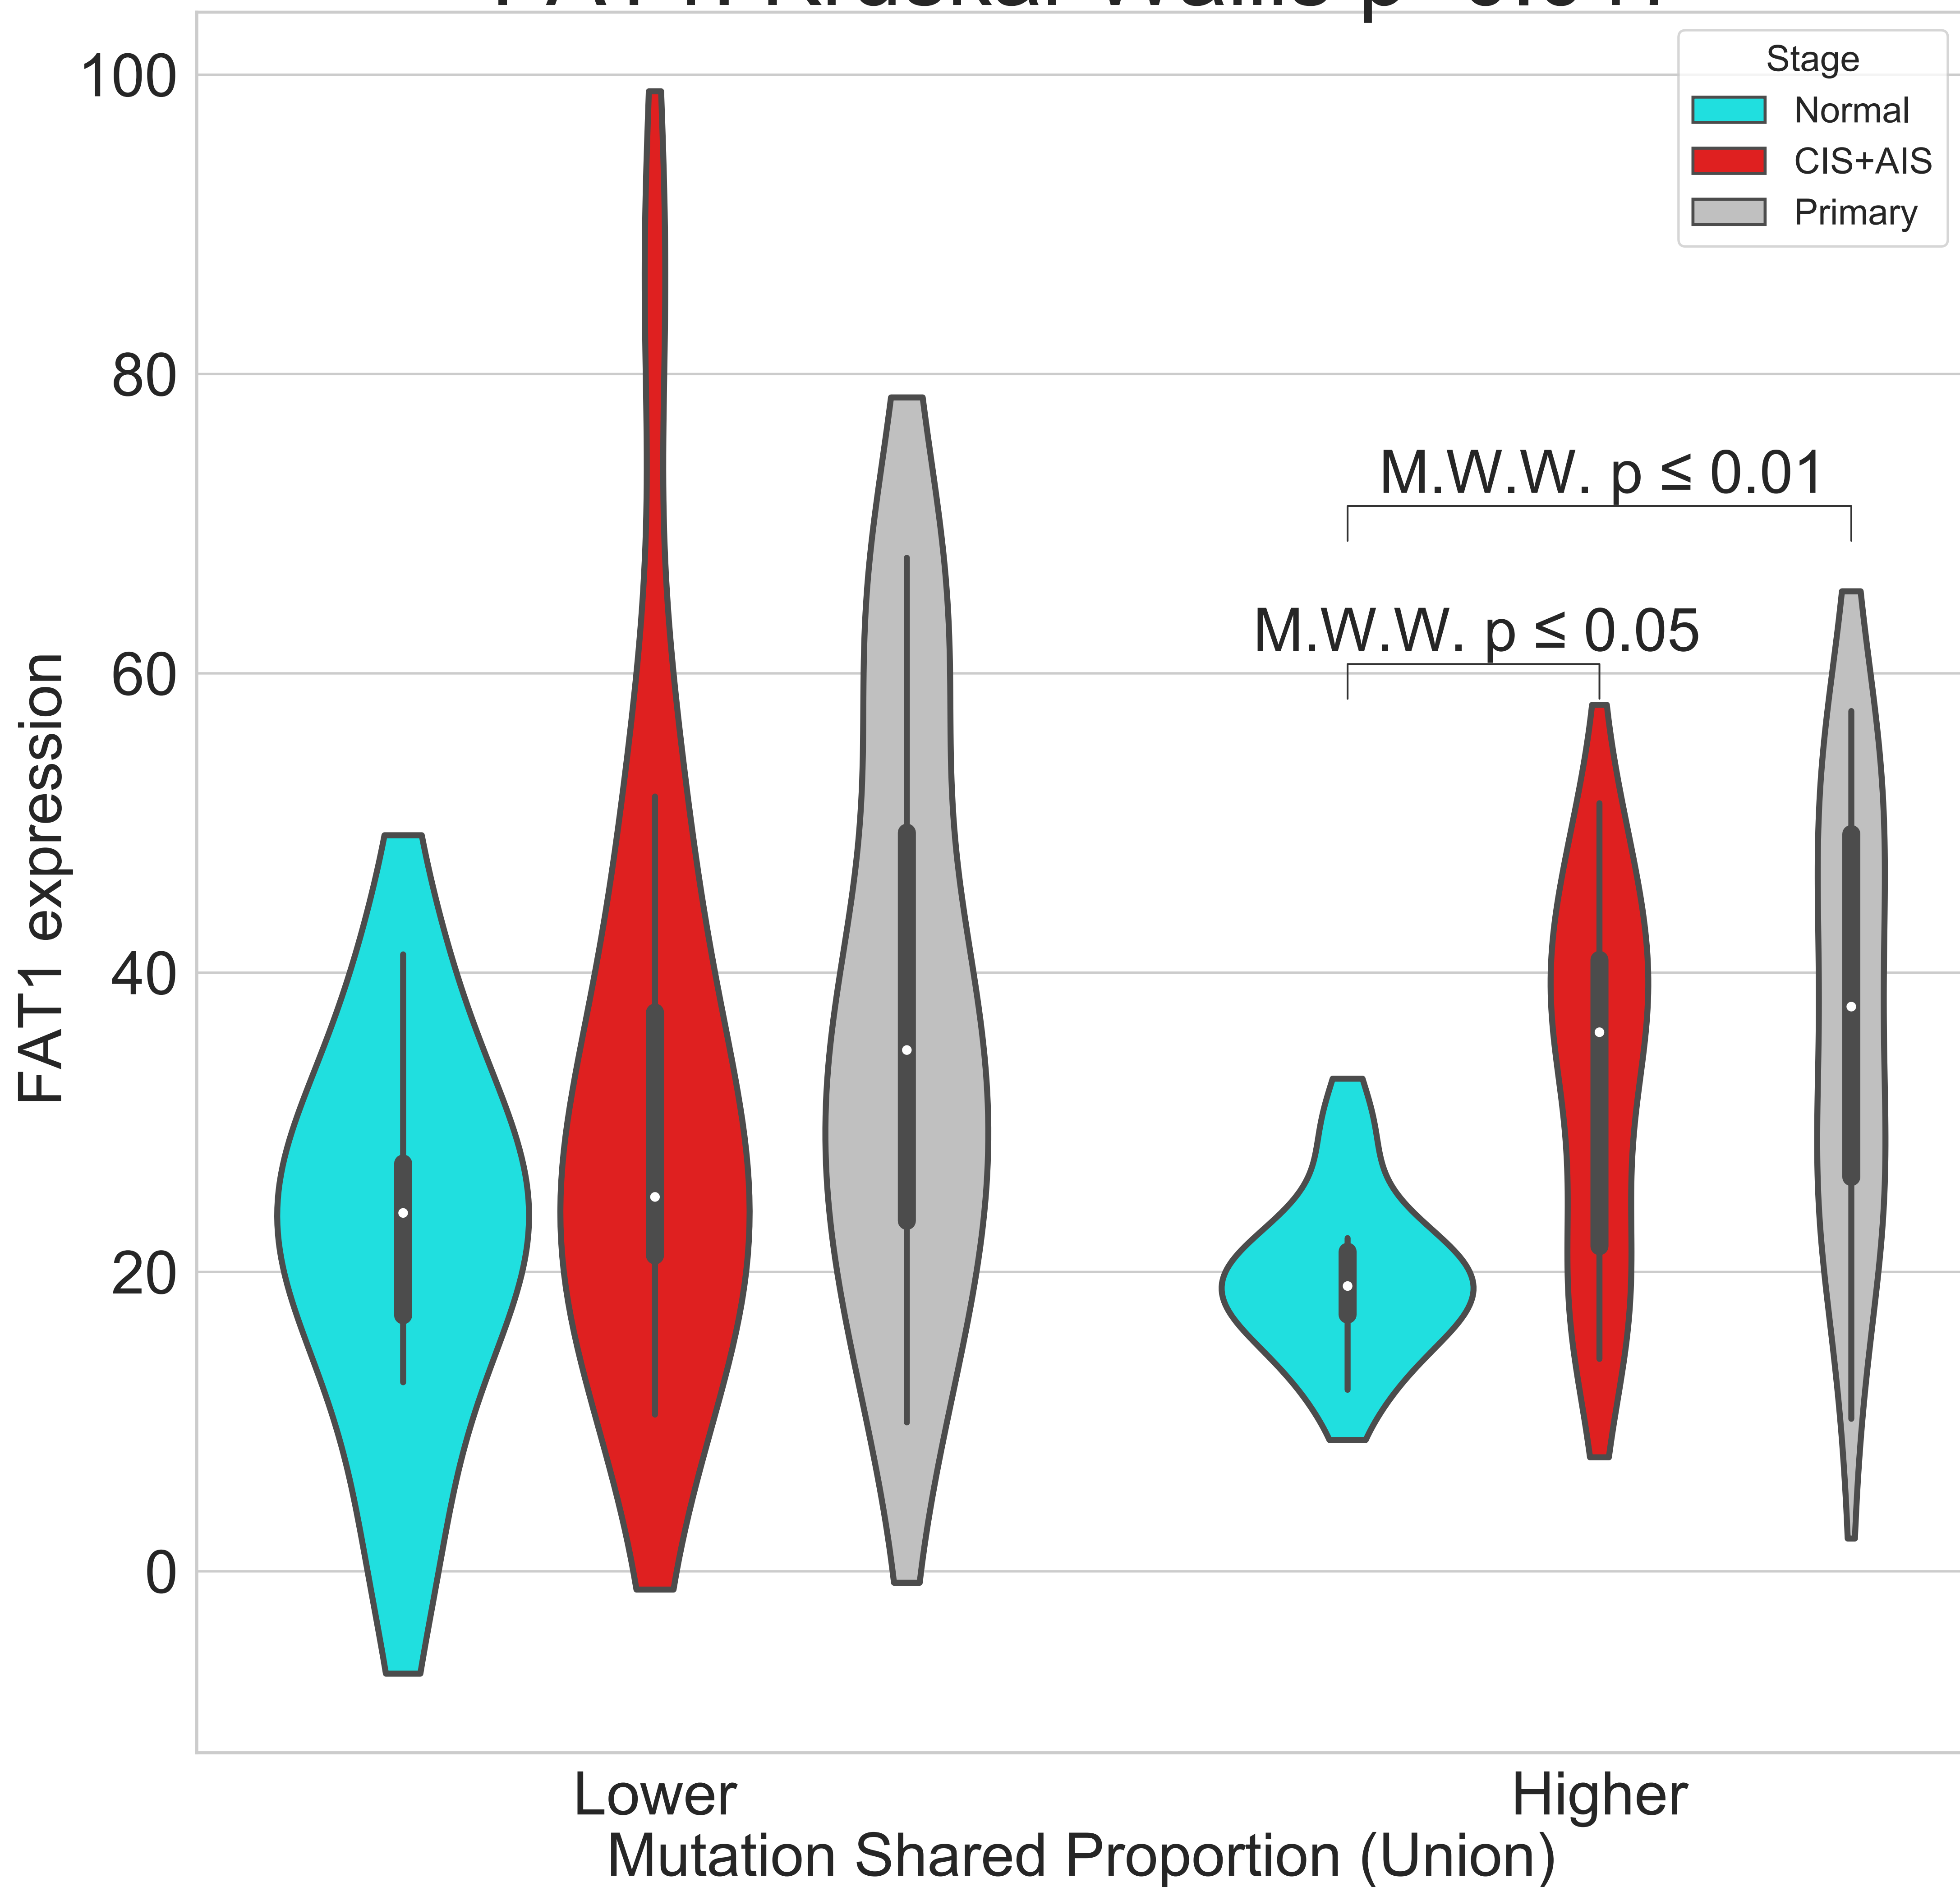 Stage
Normal
CIS+AIS
Primary
100
80
60
40
20
0
FAT1 expression
M.W.W. p ≤ 0.01
M.W.W. p ≤ 0.05
Lower
Higher
Mutation Shared Proportion (Union)